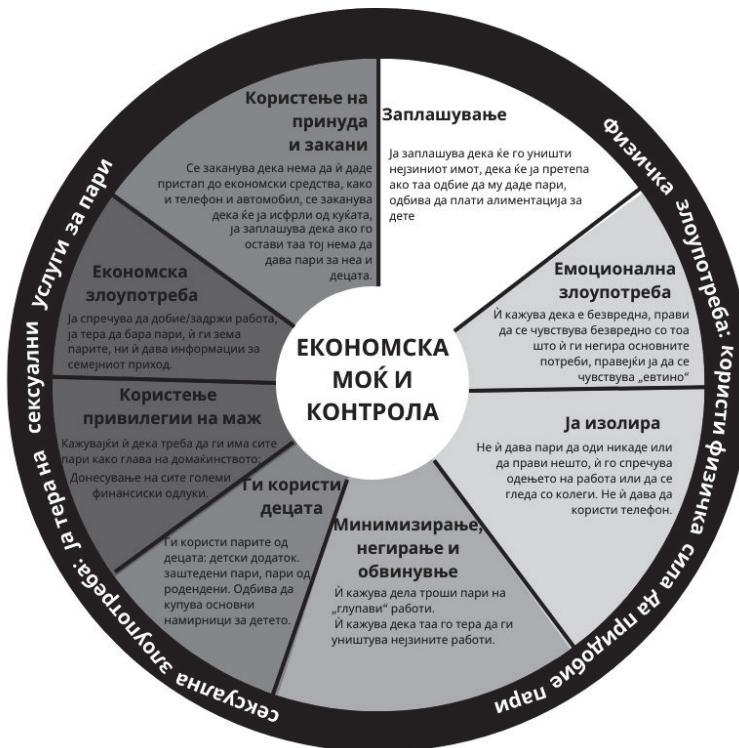 ЕКОНОМСКА
МОЌ И
КОНТРОЛА
Заплашување
Ја заплашува дека ќе го уништи
нејзиниот имот, дека ќе ја претепа
ако таа одбие да му даде пари,
одбива да плати алиментација за
дете
Емоционална
злоупотреба
Ѝ кажува дека е безвредна, прави
да се чувствува безвредно со тоа
што ѝ ги негира основните
потреби, правејќи ја да се
чувствува „евтино“
Ја изолира
Не ѝ дава пари да оди никаде или
да прави нешто, ѝ го спречува
одењето на работа или да се
гледа со колеги. Не ѝ дава да
користи телефон.
Минимизирање,
негирање и
обвинувње
Ѝ кажува дела троши пари на
„глупави“ работи.
Ѝ кажува дека таа го тера да ги
уништува нејзините работи.
Ги користи
децата
Ги користи парите од
децата: детски додаток.
заштедени пари, пари од
родендени. Одбива да
купува основни
намирници за детето.
Користење
привилегии на маж
Кажувајќи ѝ дека треба да ги има сите
пари како глава на домаќинството;
Донесување на сите големи
финансиски одлуки.
Економска
злоупотреба
Ја спречува да добие/задржи работа,
ја тера да бара пари, ѝ ги зема
парите, ни ѝ дава информации за
семејниот приход.
Користење на
принуда
и закани
Се заканува дека нема да ѝ даде
пристап до економски средства, како
и телефон и автомобил, се заканува
дека ќе ја исфрли од куќата,
ја заплашува дека ако го
остави таа тој нема да
дава пари за неа и
децата.
физичка злоупотреба: користи физичка сила да придобие пари
сексуална злоупотреба: ја тера на сексуални услуги за пари